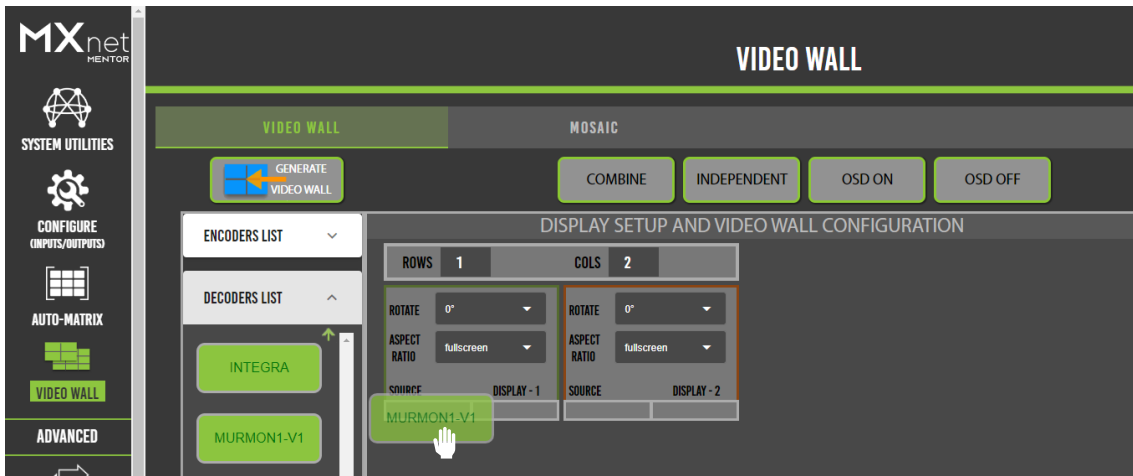 MXnet
MENTOR
VIDEO WALL
SYSTEM UTILITIES
CONFIGURE
(INPUTS/OUTPUTS)
AUTO-MATRIX
VIDEO WALL
ADVANCED
VIDEO WALL MOSAIC
GENERATE
VIDEO WALL
COMBINE INDEPENDENT OSD ON OSD OFF
ENCODERS LIST
DECODERS LIST
INTEGRA
MURMON1-V1
DISPLAY SETUP AND VIDEO WALL CONFIGURATION
ROWS 1 COLS 2
ROTATE 0°
ASPECT
RATIO fullscreen
SOURCE DISPLAY - 1
MURMON1-V1
ROTATE 0°
ASPECT
RATIO fullscreen
SOURCE DISPLAY - 2